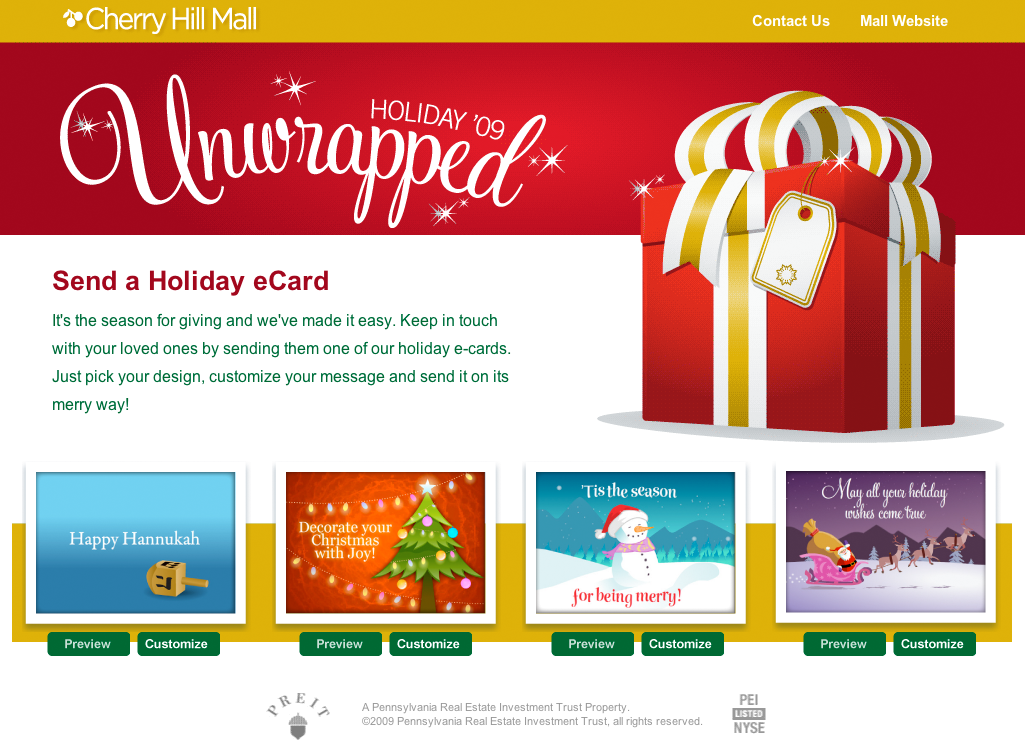 Cherry Hill Mall
Contact Us
Mall Website
HOLIDAY '09
Unwrapped
Send a Holiday eCard
It's the season for giving and we've made it easy. Keep in touch
with your loved ones by sending them one of our holiday e-cards.
Just pick your design, customize your message and send it on its
merry way!
Happy Hannukah
Decorate your
Christmas
with Joy!
'Tis the season
for being merry!
May all your holiday
wishes come true
Preview
Customize
Preview
Customize
Preview
Customize
Preview
Customize
PREIT
A Pennsylvania Real Estate Investment Trust Property.
©2009 Pennsylvania Real Estate Investment Trust, all rights reserved.
PEI
LISTED
NYSE